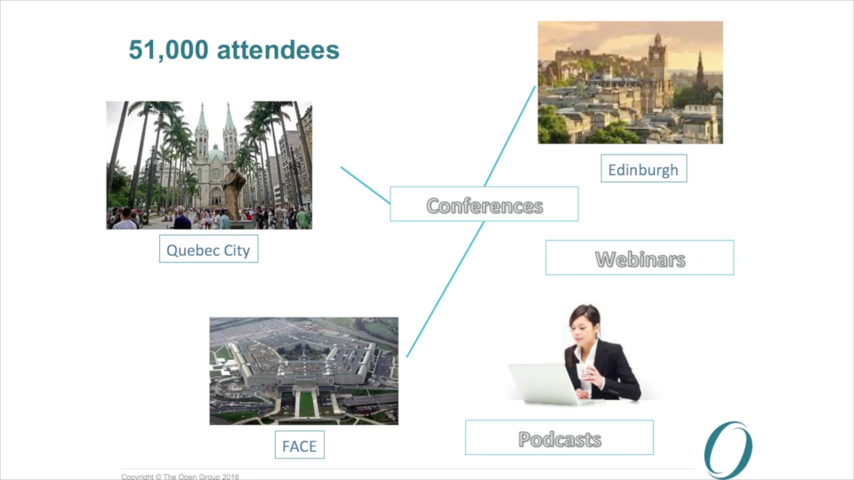 51,000 attendees
Edinburgh
Conferences
Quebec City
Webinars
FACE
Podcasts
Copyright © The Open Group 2016